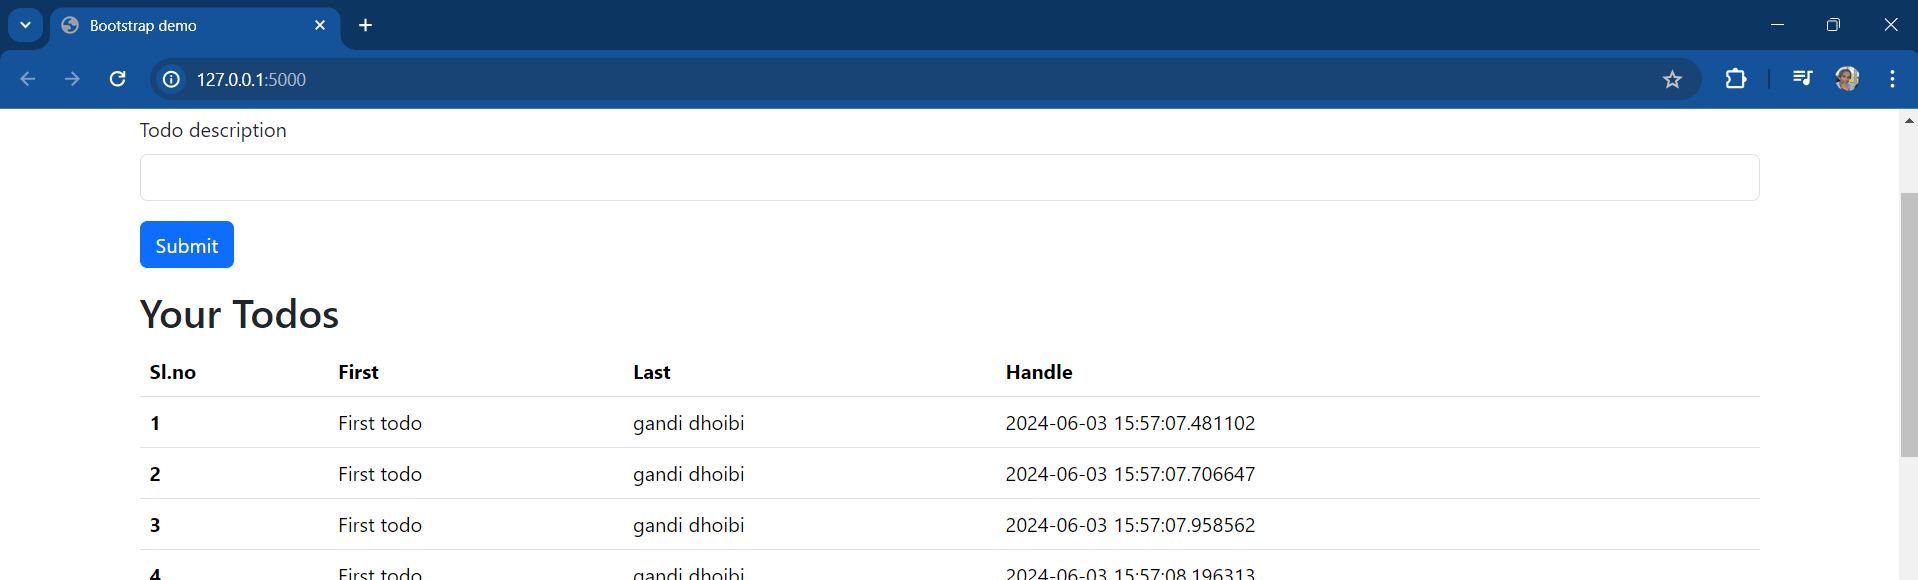 Bootstrap demo
127.0.0.1:5000
Todo description
Submit
Your Todos
Sl.no First Last Handle
1 First todo gandi dhoibi 2024-06-03 15:57:07.481102
2 First todo gandi dhoibi 2024-06-03 15:57:07.706647
3 First todo gandi dhoibi 2024-06-03 15:57:07.958562
4 First todo gandi dhoibi 2024-06-03 15:57:08.196313